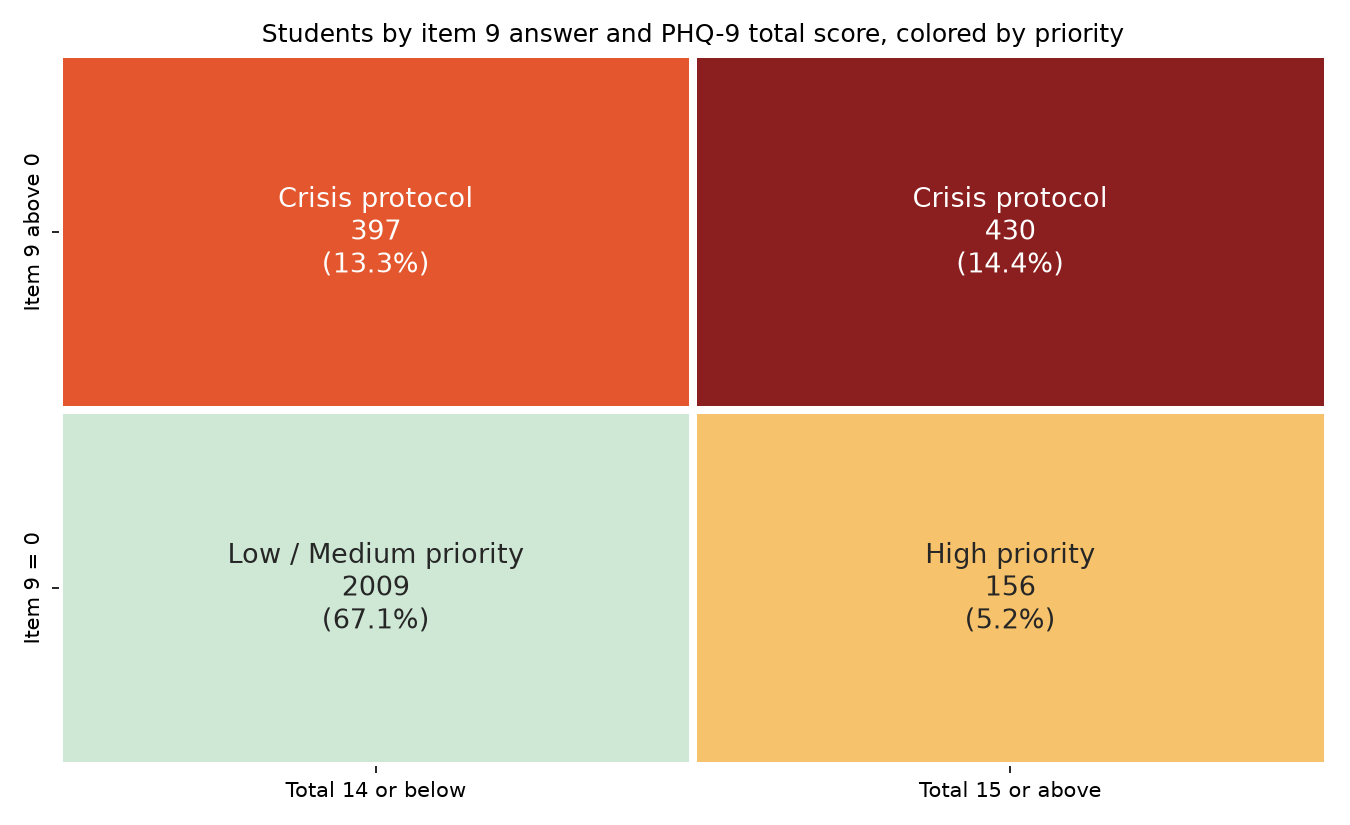 Students by item 9 answer and PHQ-9 total score, colored by priority
Item 9 above 0
Crisis protocol
397
(13.3%)
Crisis protocol
430
(14.4%)
Item 9 = 0
Low / Medium priority
2009
(67.1%)
High priority
156
(5.2%)
Total 14 or below
Total 15 or above